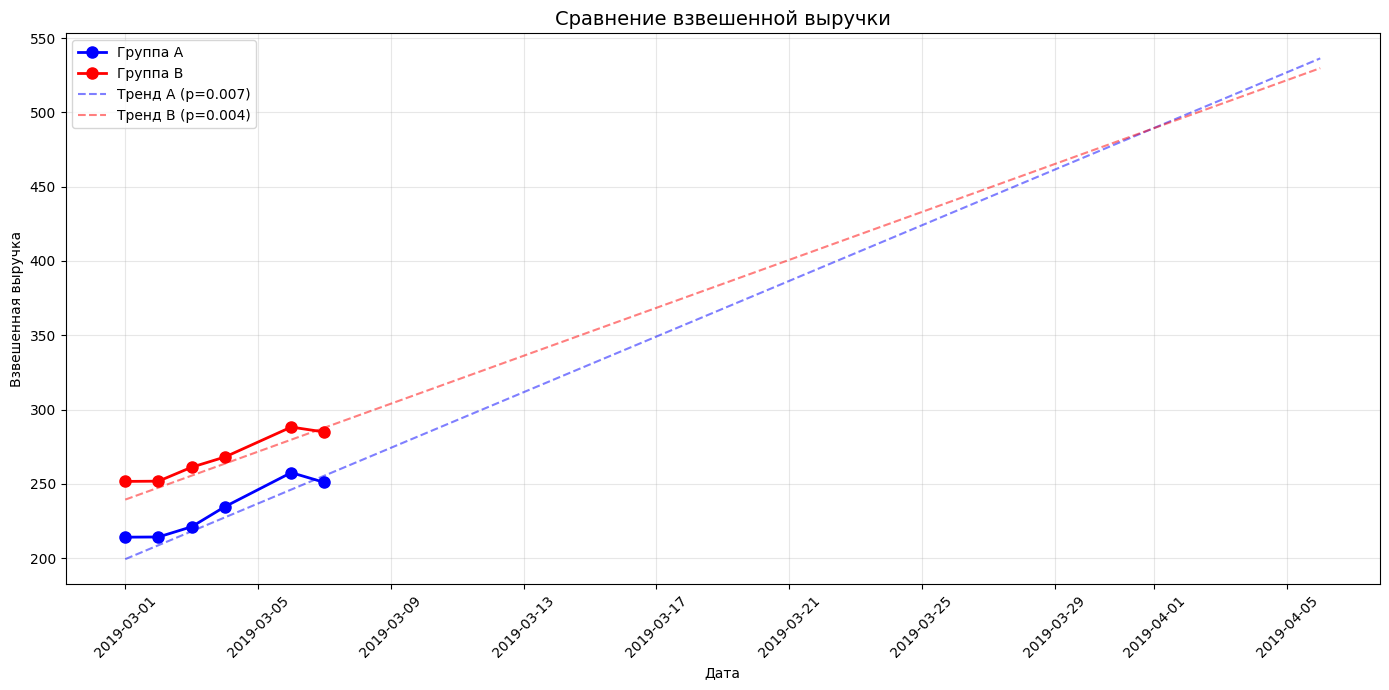 Сравнение взвешенной выручки
Группа A
Группа B
Тренд A (p=0.007)
Тренд B (p=0.004)
Взвешенная выручка
550
500
450
400
350
300
250
200
2019-03-01
2019-03-05
2019-03-09
2019-03-13
2019-03-17
2019-03-21
2019-03-25
2019-03-29
2019-04-01
2019-04-05
Дата